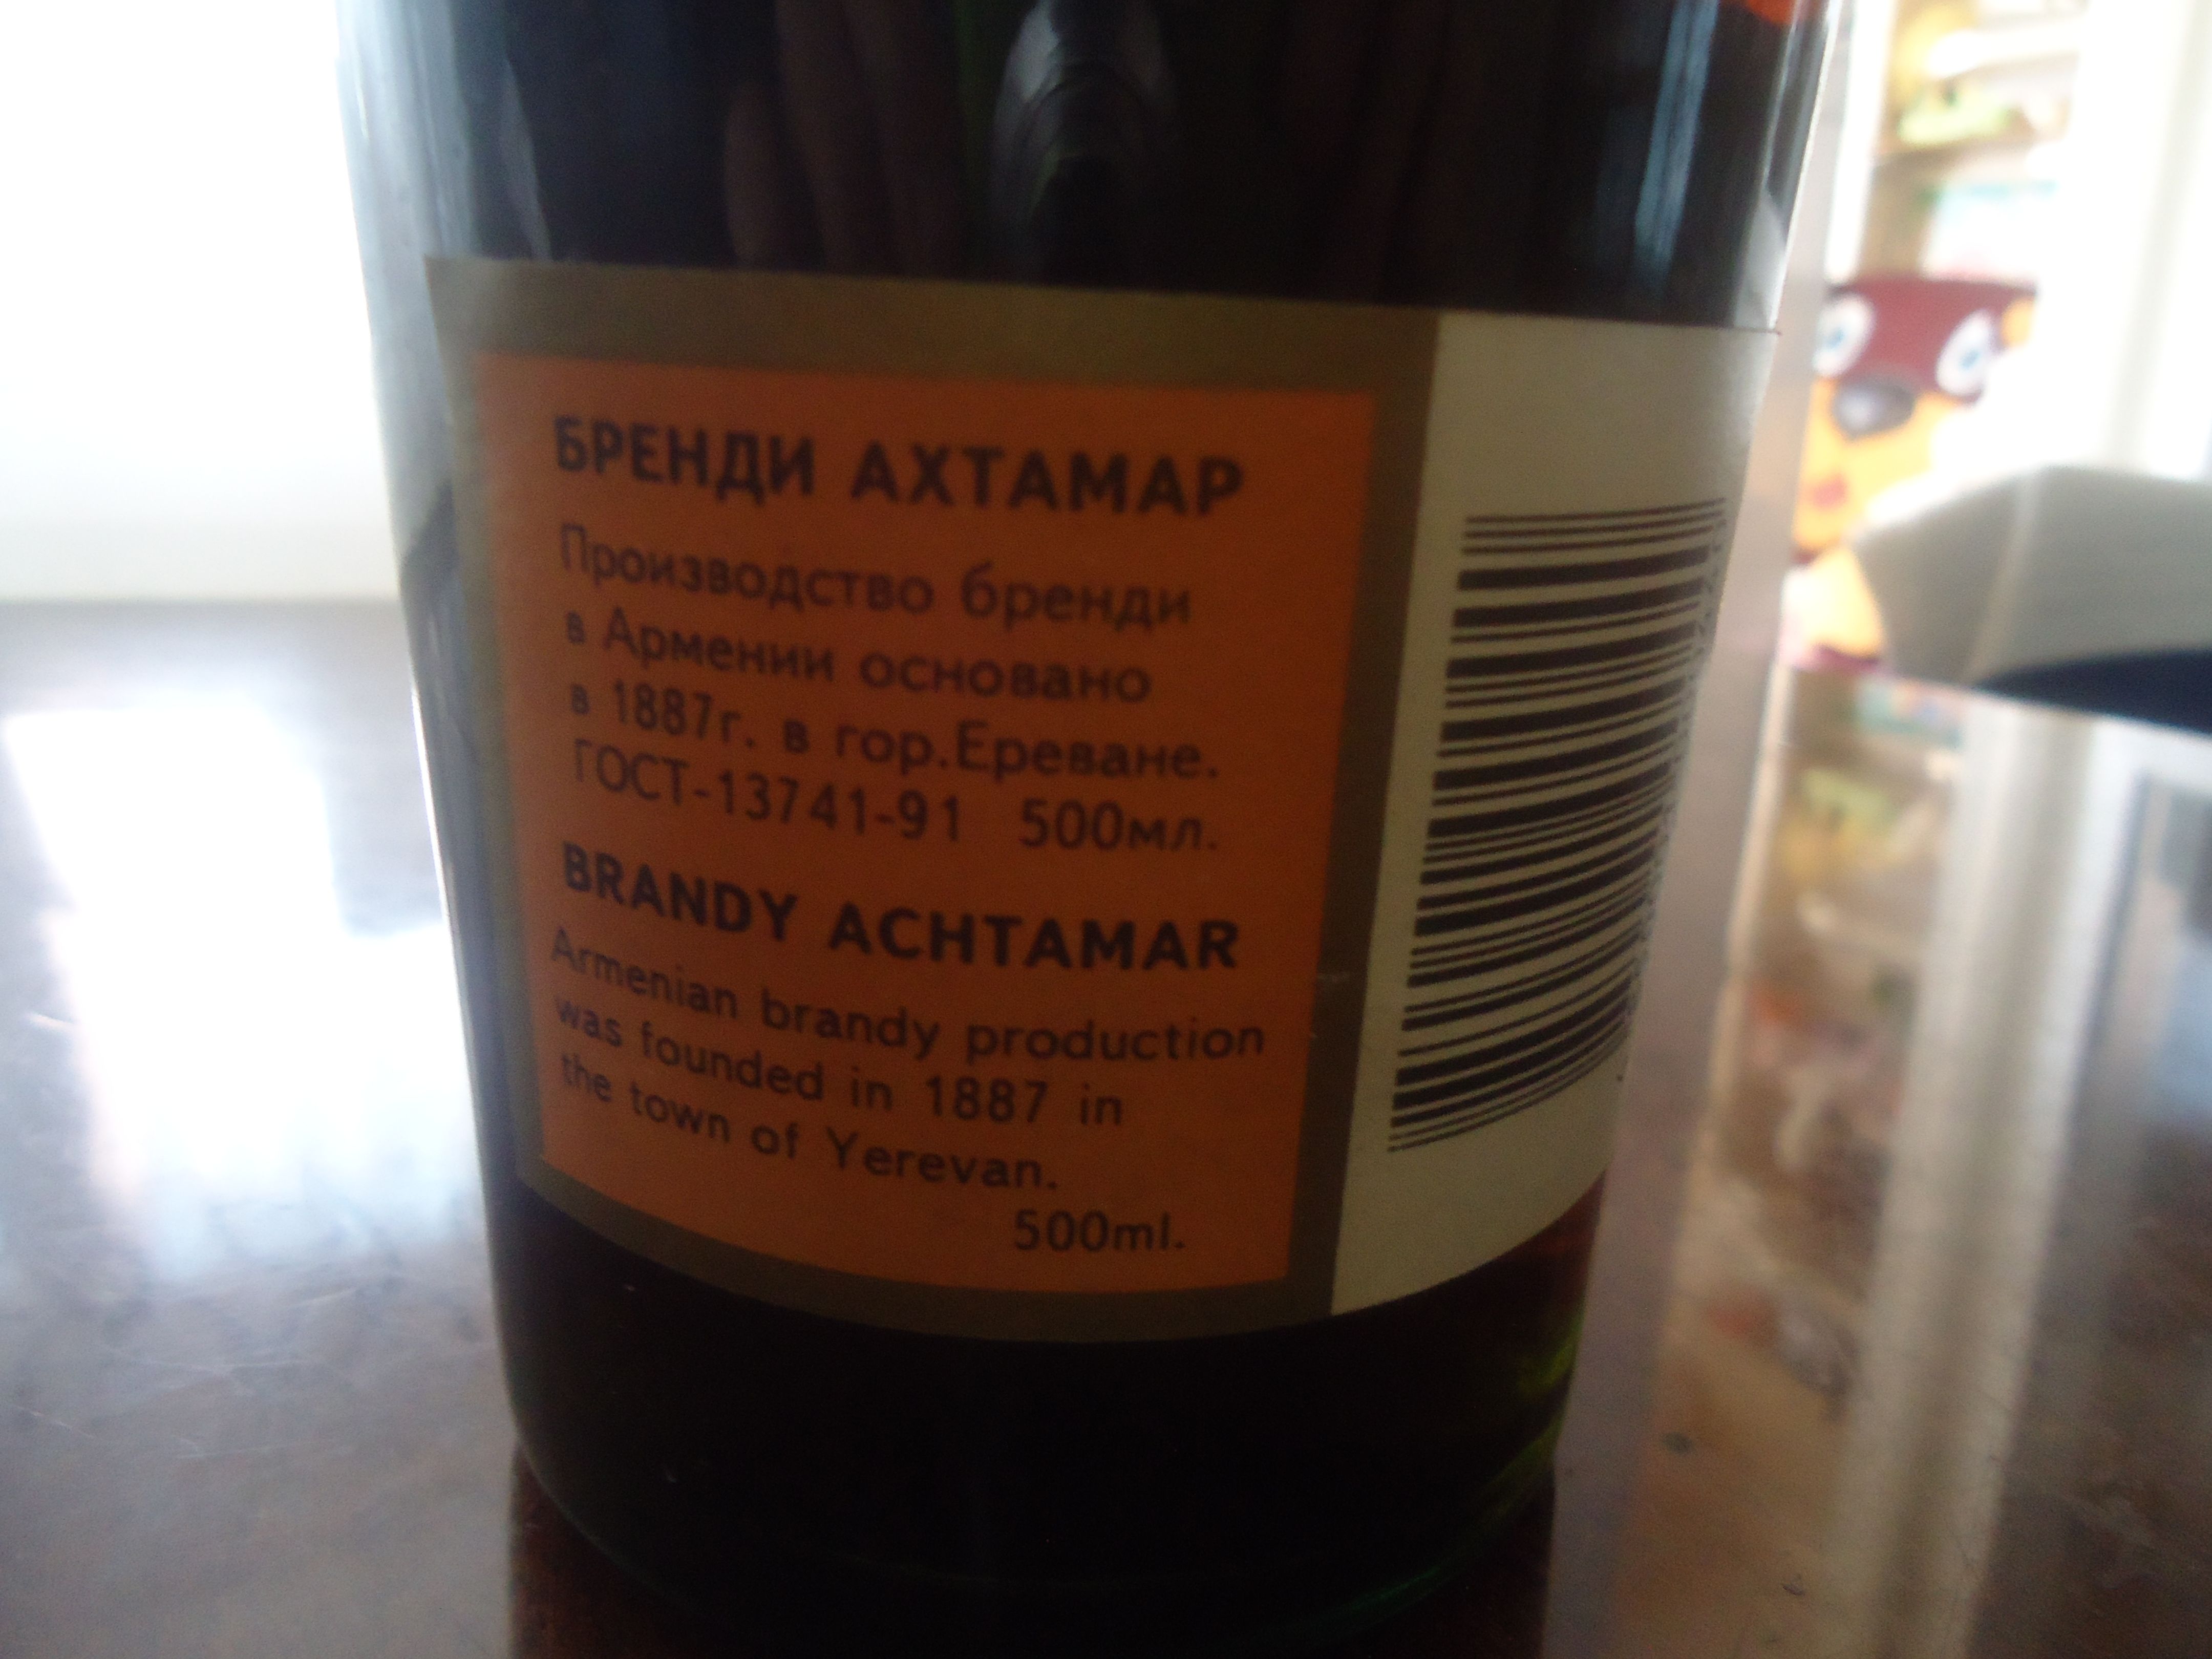 БРЕНДИ АХТАМАР
Производство бренди
в Армении основано
в 1887г. в гор.Ереване.
ГОСТ-13741-91 500мл.
BRANDY ACHTAMAR
Armenian brandy production
was founded in 1887 in
the town of Yerevan.
500ml.